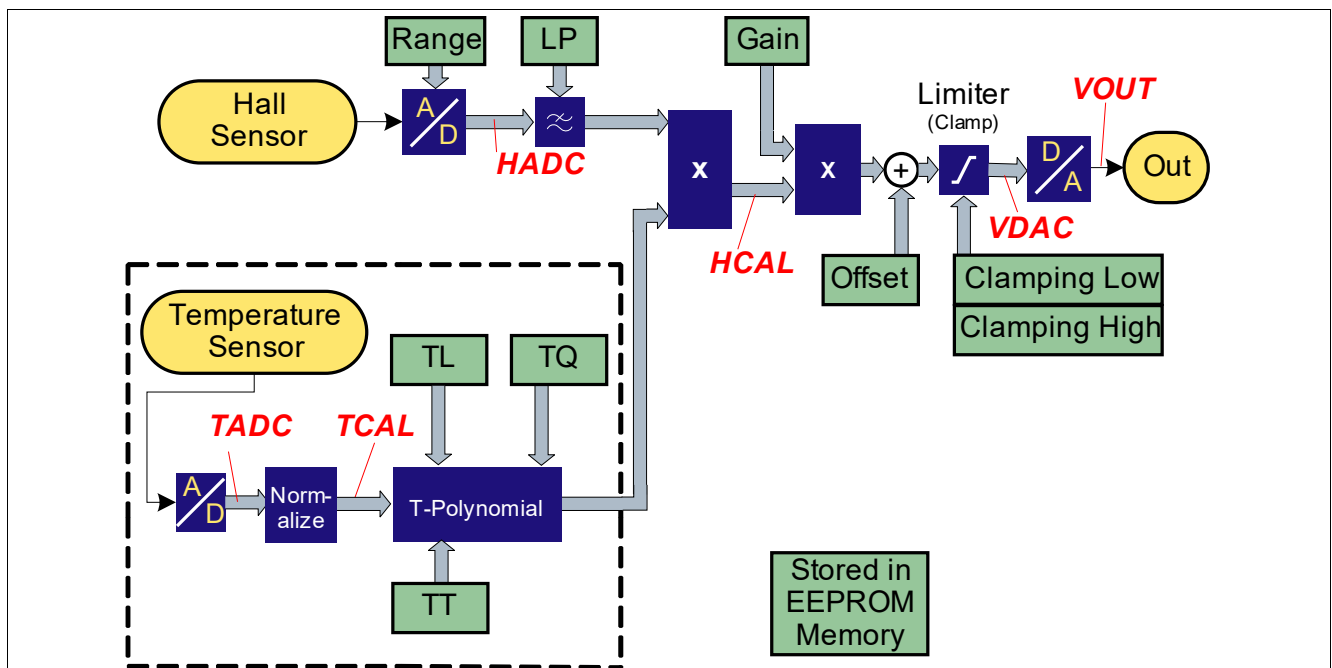 Range
LP
Gain
Hall
Sensor
A
D
HADC
x
HCAL
x
+
Limiter
(Clamp)
VDAC
D
A
VOUT
Out
Offset
Clamping Low
Clamping High
Temperature
Sensor
TL
TQ
TADC
TCAL
A
D
Norm-
alize
T-Polynomial
TT
Stored in
EEPROM
Memory